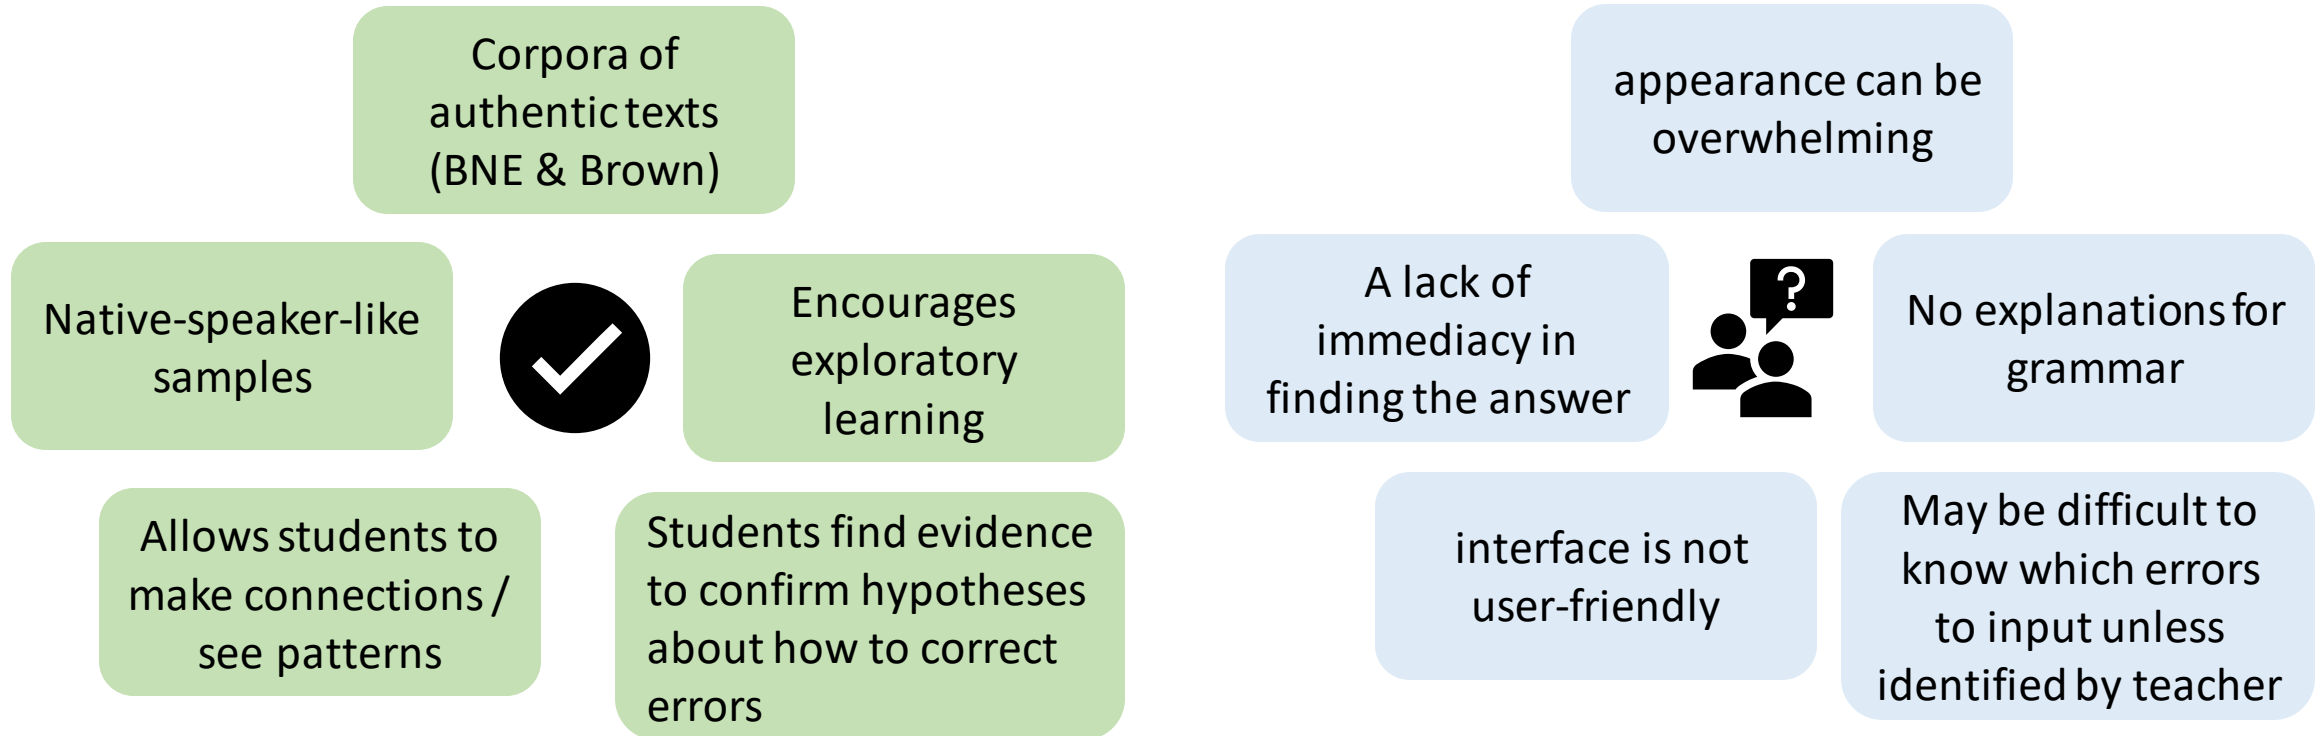 Corpora of
authentic texts
(BNE & Brown)
Native-speaker-like
samples
Encourages
exploratory
learning
Allows students to
make connections /
see patterns
Students find evidence
to confirm hypotheses
about how to correct
errors
appearance can be
overwhelming
A lack of
immediacy in
finding the answer
?
No explanations for
grammar
interface is not
user-friendly
May be difficult to
know which errors
to input unless
identified by teacher